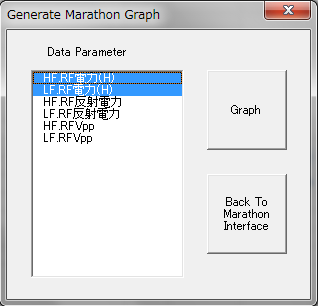 Generate Marathon Graph
Data Parameter
HF.RF電力(H)
LF.RF電力(H)
HF.RF反射電力
LF.RF反射電力
HF.RFVpp
LF.RFVpp
Graph
Back To
Marathon
Interface